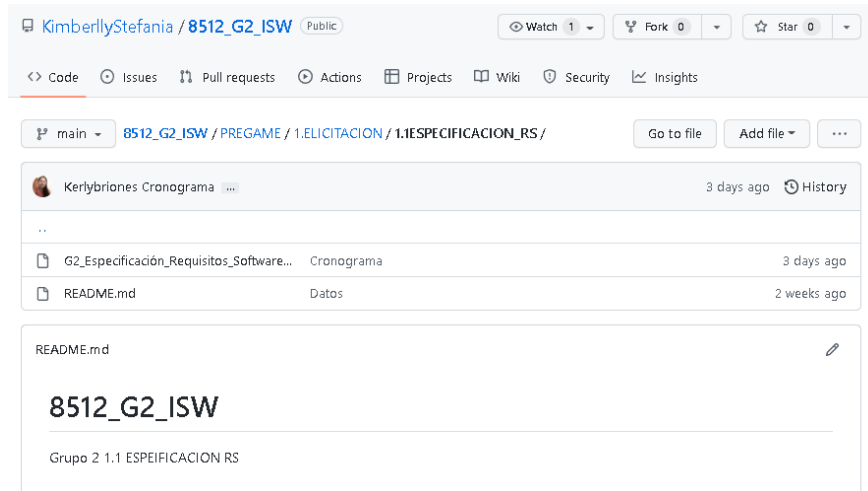 KimberllyStefania / 8512_G2_ISW Public Watch 1 Fork 0 Star 0
Code Issues Pull requests Actions Projects Wiki Security Insights
main 8512_G2_ISW / PREGAME / 1.ELICITACION / 1.1ESPECIFICACION_RS / Go to file Add file ...
Kerlybriones Cronograma ... 3 days ago History
..
G2_Especificación_Requisitos_Software... Cronograma 3 days ago
README.md Datos 2 weeks ago
README.md
8512_G2_ISW
Grupo 2 1.1 ESPEIFICACION RS